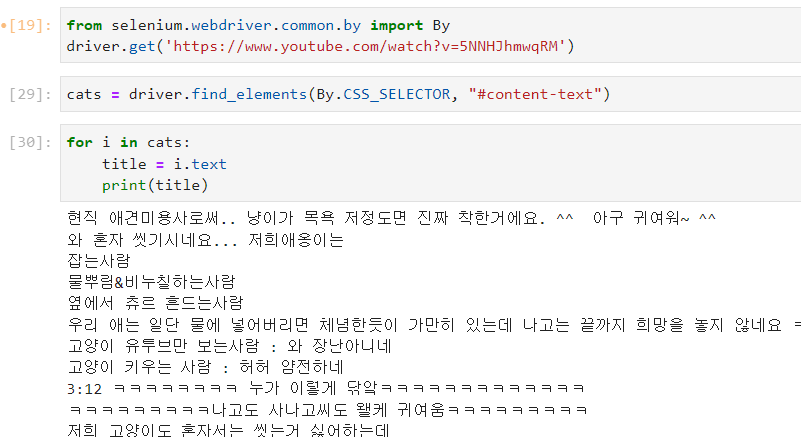 [19]: from selenium.webdriver.common.by import By
driver.get('https://www.youtube.com/watch?v=5NNHJhmwqRM')
[29]: cats = driver.find_elements(By.CSS_SELECTOR, "#content-text")
[30]: for i in cats:
title = i.text
print(title)
현직 애견미용사로써.. 냥이가 목욕 저정도면 진짜 착한거에요. ^^ 아구 귀여워~ ^^
와 혼자 씻기시네요... 저희애옹이는
잡는사람
물뿌림&비누칠하는사람
옆에서 츄르 흔드는사람
우리 애는 일단 물에 넣어버리면 체념한듯이 가만히 있는데 나고는 끝까지 희망을 놓지 않네요
고양이 유투브만 보는사람 : 와 장난아니네
고양이 키우는 사람 : 허허 얌전하네
3:12 ㅋㅋㅋㅋㅋㅋㅋㅋ 누가 이렇게 닦앜ㅋㅋㅋㅋㅋㅋㅋㅋㅋㅋㅋㅋㅋ
ㅋㅋㅋㅋㅋㅋㅋㅋㅋ나고도 사나고씨도 왤케 귀여움ㅋㅋㅋㅋㅋㅋㅋㅋㅋ
저희 고양이도 혼자서는 씻는거 싫어하는데